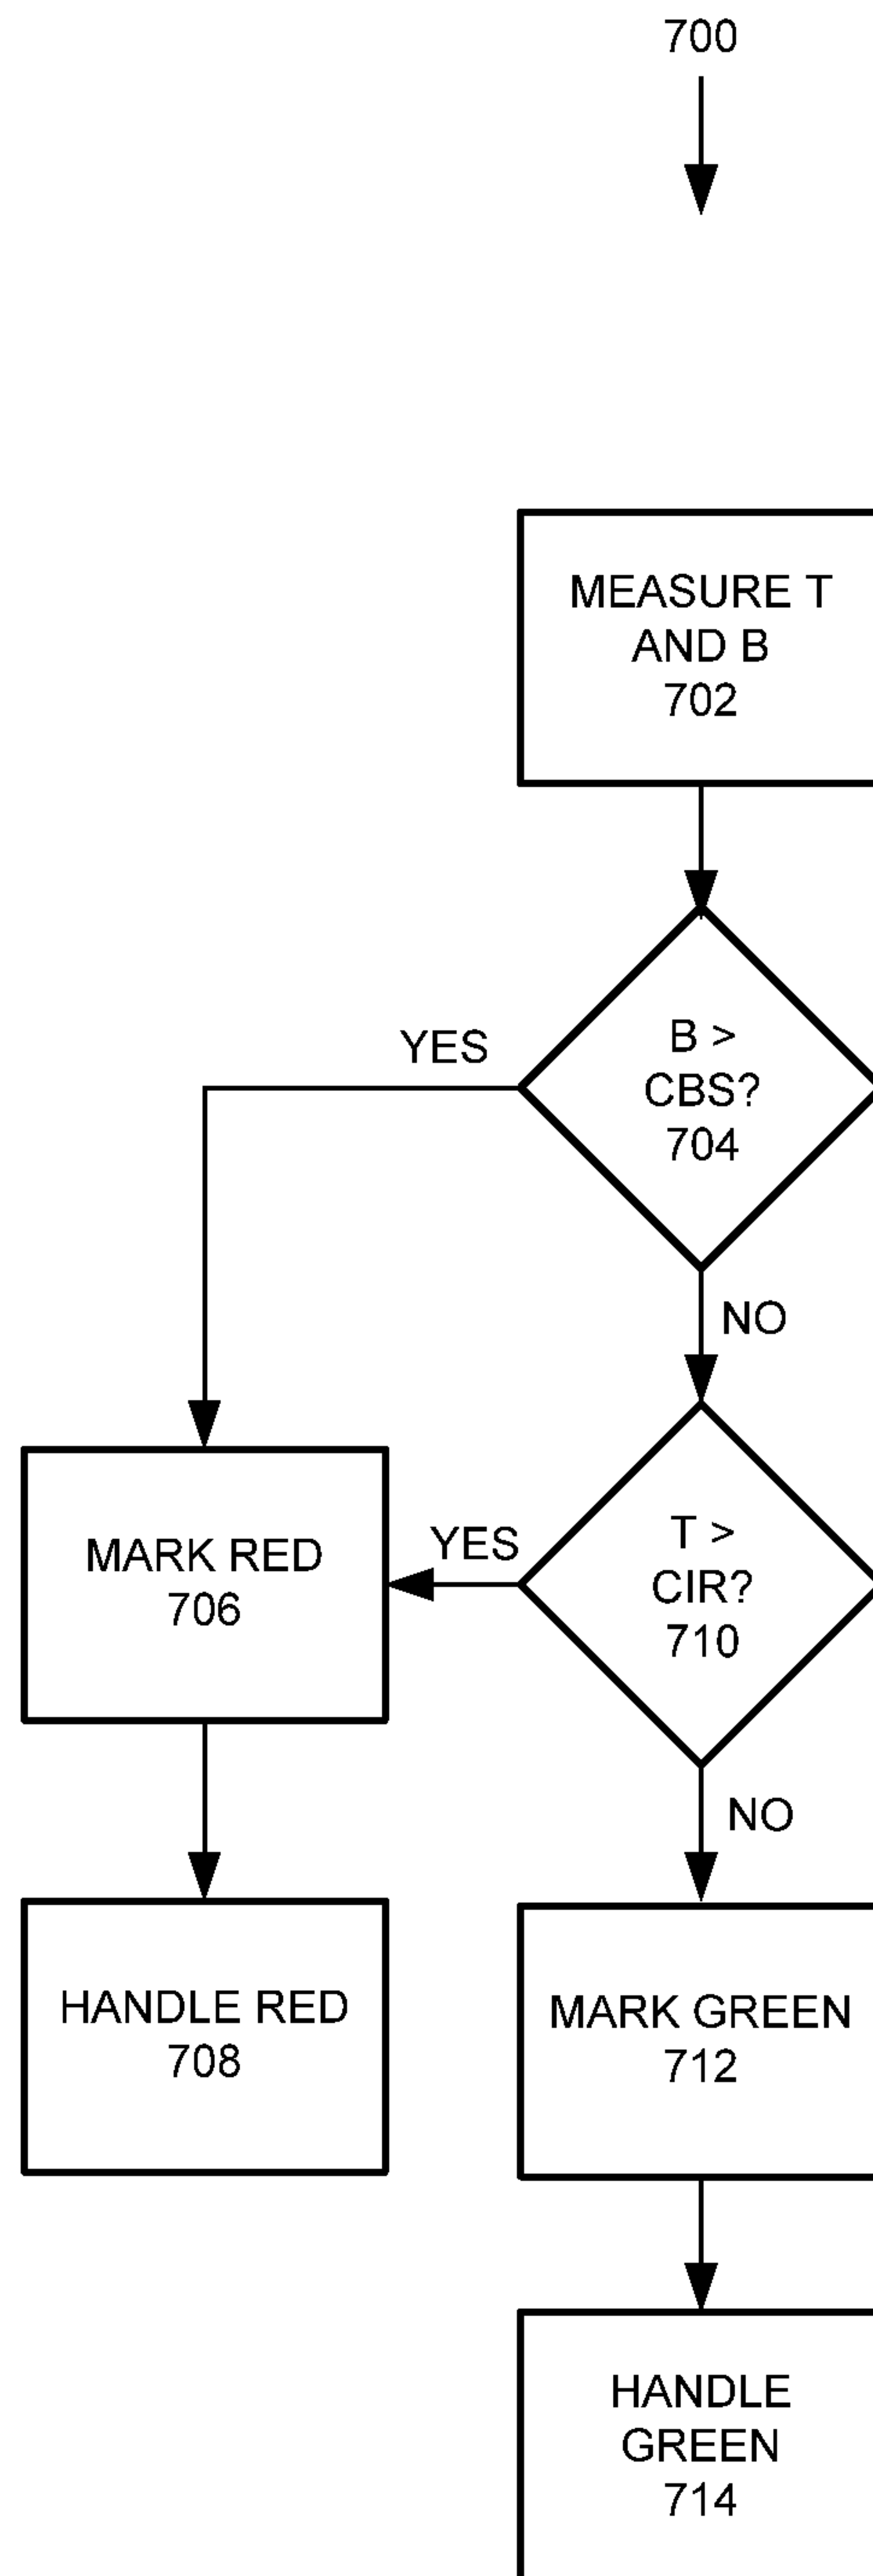 700
MEASURE T
AND B
702
B >
CBS?
704
YES
NO
T >
CIR?
710
YES
MARK RED
706
NO
HANDLE RED
708
MARK GREEN
712
HANDLE
GREEN
714